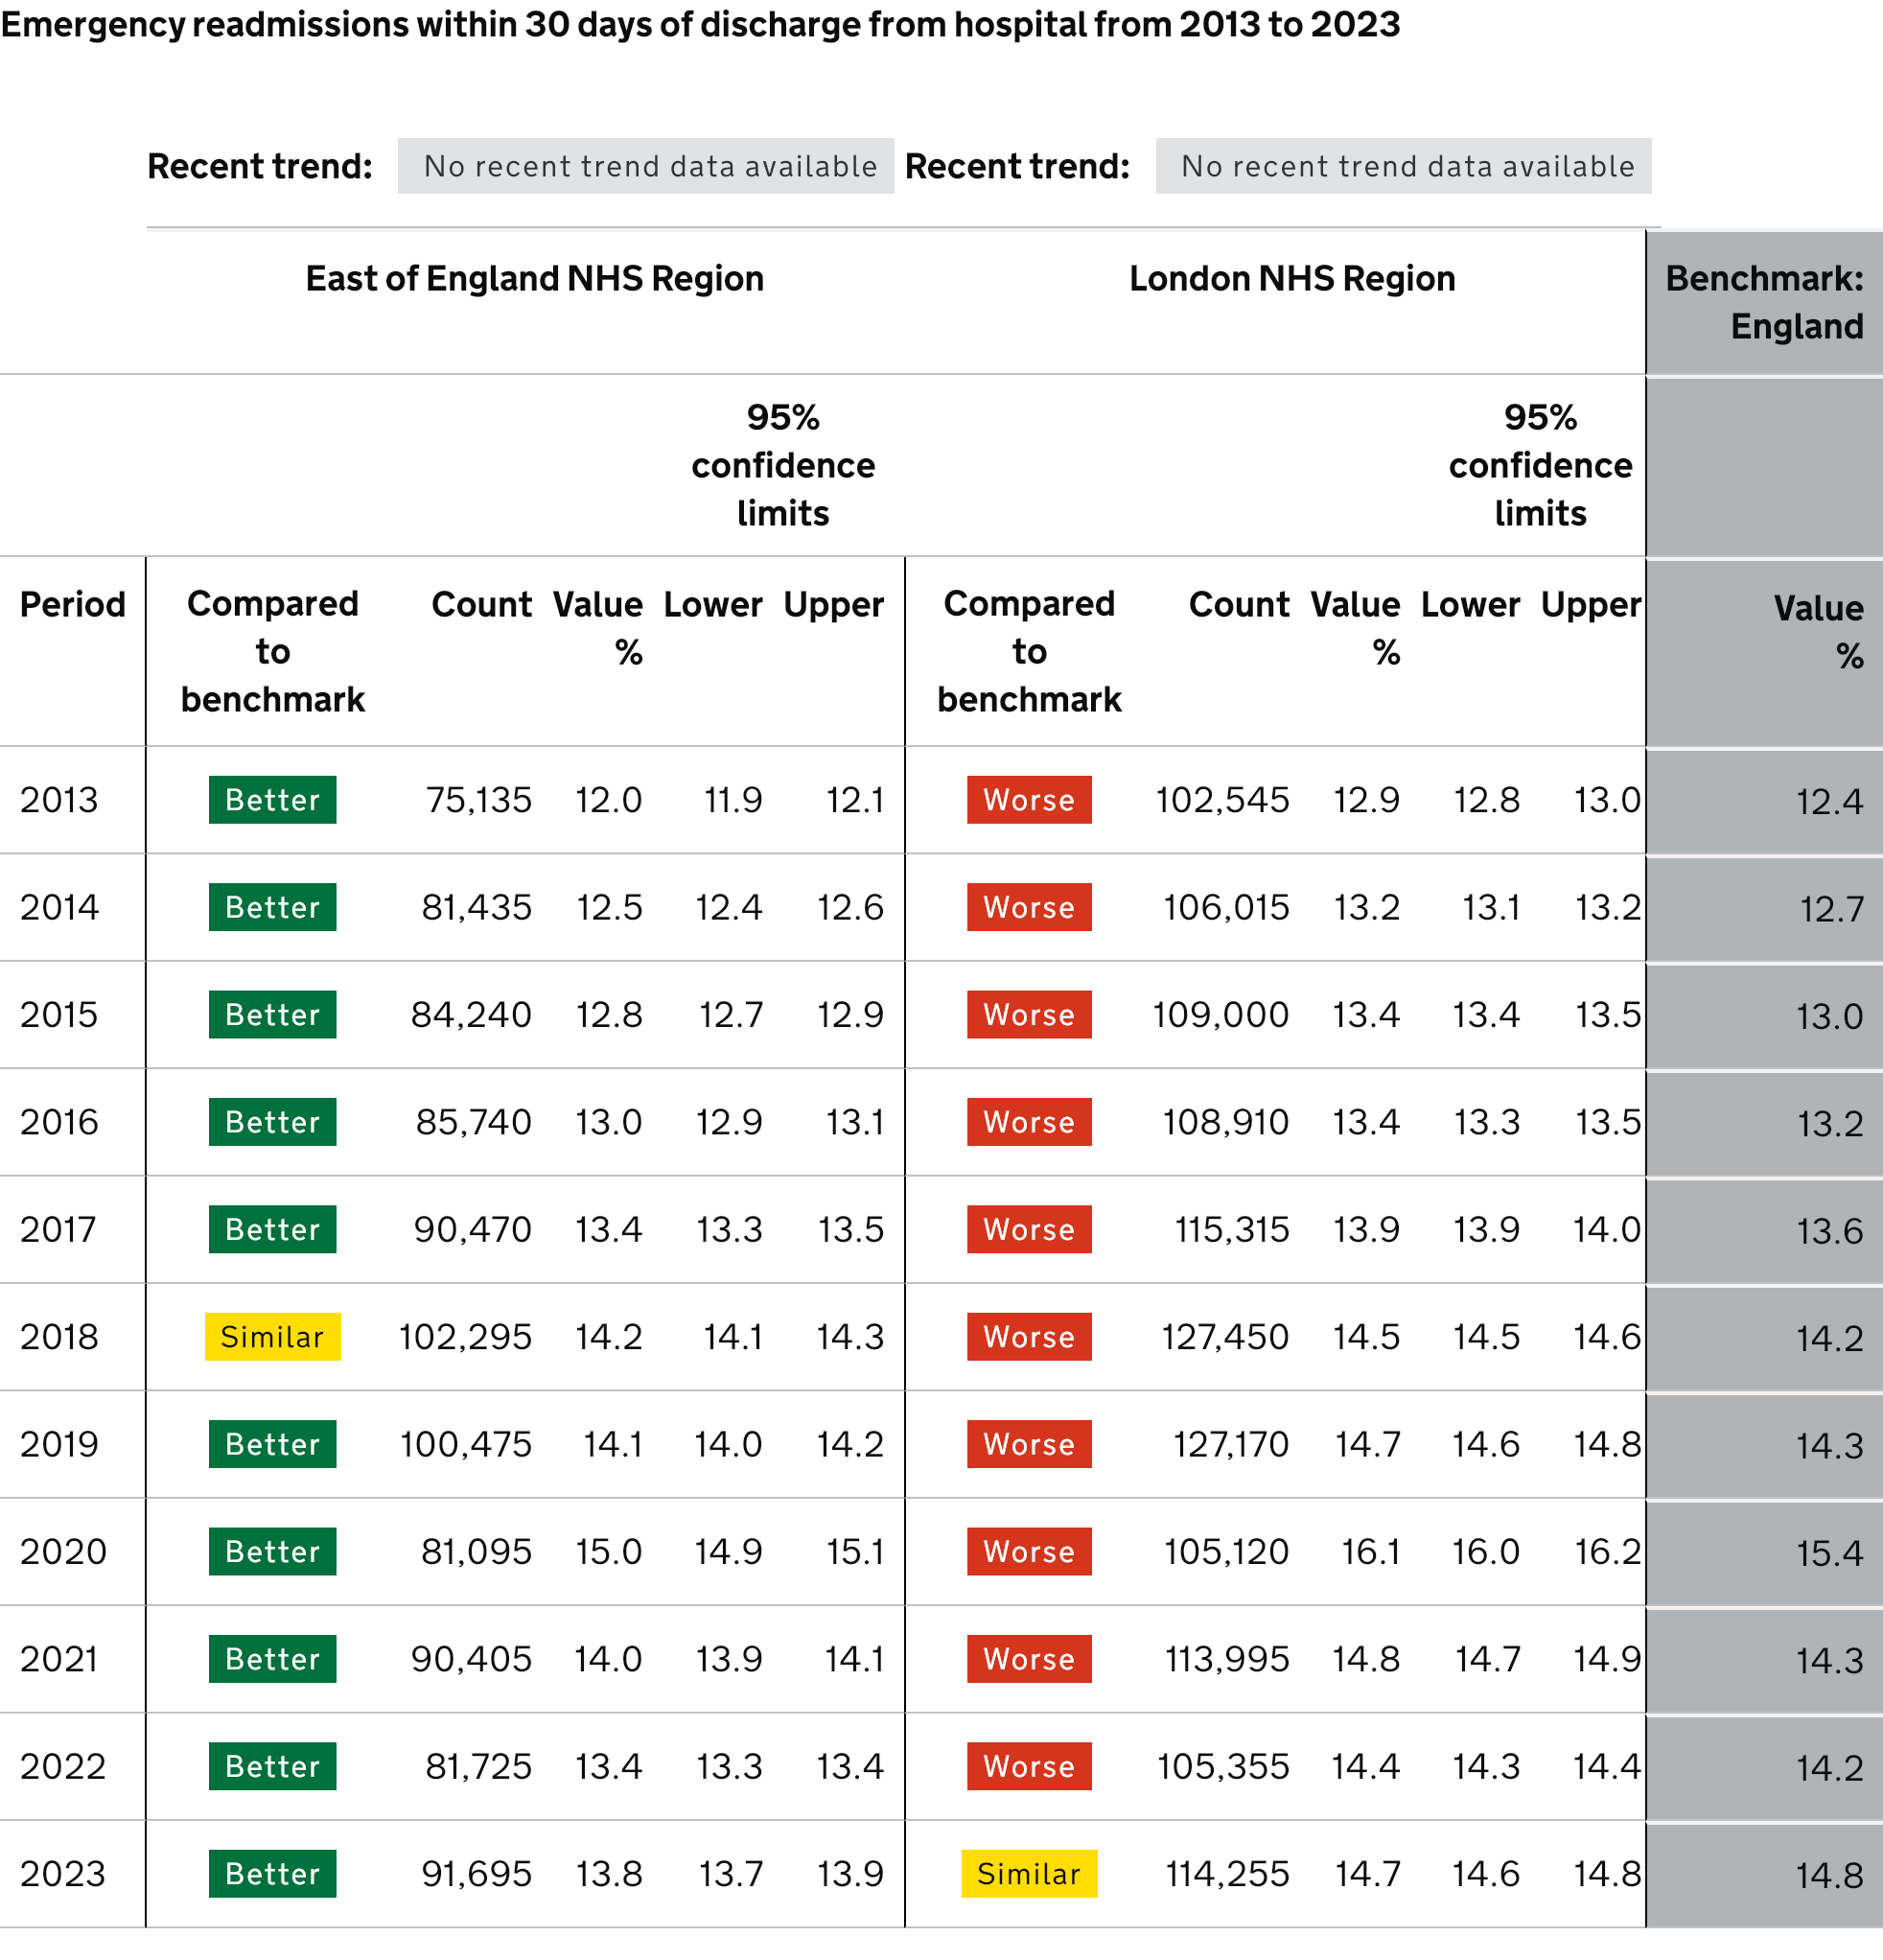 Emergency readmissions within 30 days of discharge from hospital from 2013 to 2023
Recent trend: No recent trend data available Recent trend: No recent trend data available
East of England NHS Region London NHS Region Benchmark:
England
95% 95%
confidence confidence
limits limits
Period Compared Count Value Lower Upper Compared Count Value Lower Upper Value
to % to % %
benchmark benchmark
2013 Better 75,135 12.0 11.9 12.1 Worse 102,545 12.9 12.8 13.0 12.4
2014 Better 81,435 12.5 12.4 12.6 Worse 106,015 13.2 13.1 13.2 12.7
2015 Better 84,240 12.8 12.7 12.9 Worse 109,000 13.4 13.4 13.5 13.0
2016 Better 85,740 13.0 12.9 13.1 Worse 108,910 13.4 13.3 13.5 13.2
2017 Better 90,470 13.4 13.3 13.5 Worse 115,315 13.9 13.9 14.0 13.6
2018 Similar 102,295 14.2 14.1 14.3 Worse 127,450 14.5 14.5 14.6 14.2
2019 Better 100,475 14.1 14.0 14.2 Worse 127,170 14.7 14.6 14.8 14.3
2020 Better 81,095 15.0 14.9 15.1 Worse 105,120 16.1 16.0 16.2 15.4
2021 Better 90,405 14.0 13.9 14.1 Worse 113,995 14.8 14.7 14.9 14.3
2022 Better 81,725 13.4 13.3 13.4 Worse 105,355 14.4 14.3 14.4 14.2
2023 Better 91,695 13.8 13.7 13.9 Similar 114,255 14.7 14.6 14.8 14.8